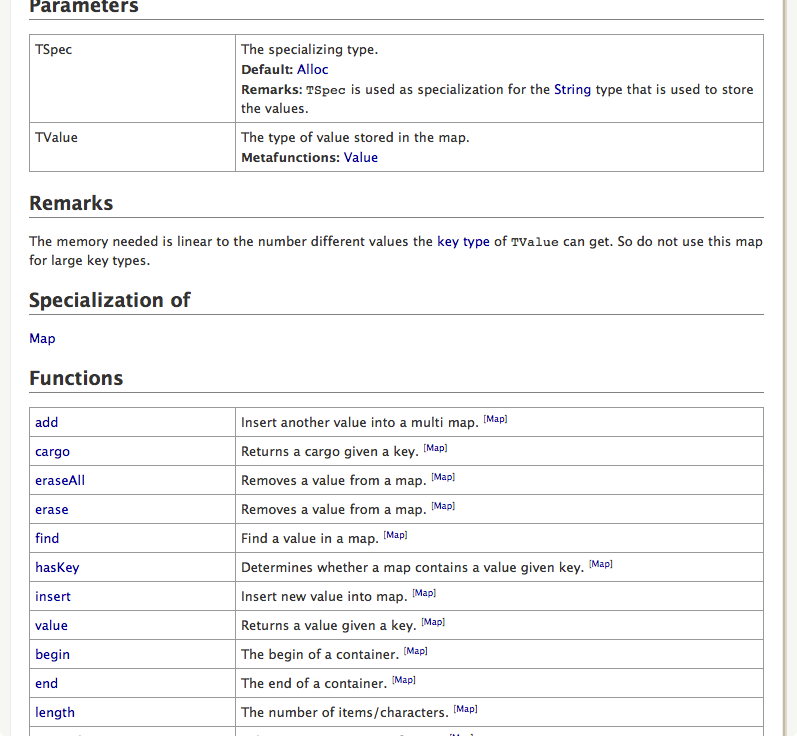 Parameters
TSpec
The specializing type.
Default: Alloc
Remarks: TSpec is used as specialization for the String type that is used to store
the values.
TValue
The type of value stored in the map.
Metafunctions: Value
Remarks
The memory needed is linear to the number different values the key type of TValue can get. So do not use this map
for large key types.
Specialization of
Map
Functions
add Insert another value into a multi map. [Map]
cargo Returns a cargo given a key. [Map]
eraseAll Removes a value from a map. [Map]
erase Removes a value from a map. [Map]
find Find a value in a map. [Map]
hasKey Determines whether a map contains a value given key. [Map]
insert Insert new value into map. [Map]
value Returns a value given a key. [Map]
begin The begin of a container. [Map]
end The end of a container. [Map]
length The number of items/characters. [Map]